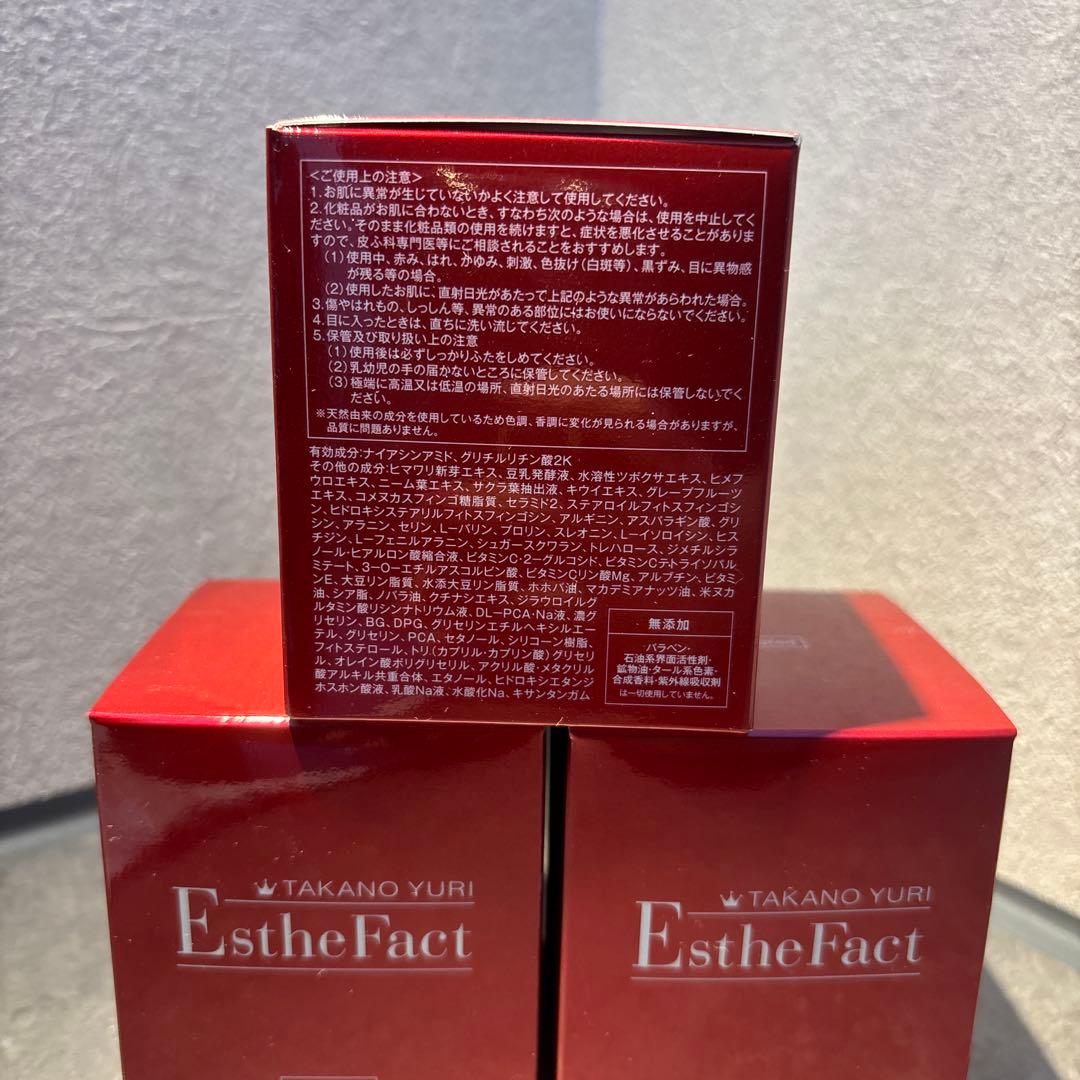 <ご使用上の注意>
1.お肌に異常が生じていないかよく注意して使用してください。
2.化粧品がお肌に合わないとき、すなわち次のような場合は、使用を中止してく
ださい。そのまま化粧品類の使用を続けますと、症状を悪化させることがありま
すので、皮ふ科専門医等にご相談されることをおすすめします。
(1)使用中、赤み、はれ、かゆみ、刺激、色抜け(白斑等)、黒ずみ、目に異物感
が残る等の場合。
(2)使用したお肌に、直射日光があたって上記のような異常があらわれた場合。
3.傷やはれもの、しっしん等、異常のある部位にはお使いにならないでください。
4.目に入ったときは、直ちに洗い流してください。
5.保管及び取り扱い上の注意
(1)使用後は必ずしっかりふたをしめてください。
(2)乳幼児の手の届かないところに保管してください。
(3)極端に高温又は低温の場所、直射日光のあたる場所には保管しないでく
ださい。
※天然由来の成分を使用しているため色調、香調に変化が見られる場合がありますが、
品質に問題ありません。
有効成分:ナイアシンアミド、グリチルリチン酸2K
その他の成分:ヒマワリ新芽エキス、豆乳発酵液、水溶性ツボクサエキス、ヒメフ
ウロエキス、ニーム葉エキス、サクラ葉抽出液、キウイエキス、グレープフルーツ
エキス、コメヌカスフィンゴ糖脂質、セラミド2、ステアロイルフィトスフィンゴシ
ン、ヒドロキシステアリルフィトスフィンゴシン、アルギニン、アスパラギン酸、グリ
シン、アラニン、セリン、L-バリン、プロリン、スレオニン、L-イソロイシン、ヒス
チジン、L-フェニルアラニン、シュガースクワラン、トレハロース、ジメチルシラ
ノール・ヒアルロン酸縮合液、ビタミンC・2-グルコシド、ビタミンCテトライソパル
ミテート、3-O-エチルアスコルビン酸、ビタミンCリン酸Mg、アルブチン、ビタミ
ンE、大豆リン脂質、水添大豆リン脂質、ホホバ油、マカデミアナッツ油、米ヌカ
油、シア脂、ノバラ油、クチナシエキス、ジラウロイルグ
ルタミン酸リシンナトリウム液、DL-PCA・Na液、濃グ
リセリン、BG、DPG、グリセリンエチルヘキシルエー
テル、グリセリン、PCA、セタノール、シリコーン樹脂、
フィトステロール、トリ(カプリル・カプリン酸)グリセリ
ル、オレイン酸ポリグリセリル、アクリル酸・メタクリル
酸アルキル共重合体、エタノール、ヒドロキシエタンジ
ホスホン酸液、乳酸Na液、水酸化Na、キサンタンガム
無添加
パラベン・
石油系界面活性剤・
鉱物油・タール系色素・
合成香料・紫外線吸収剤
は一切使用していません。
TAKANO YURI
EstheFact
TAKANO YURI
EstheFact